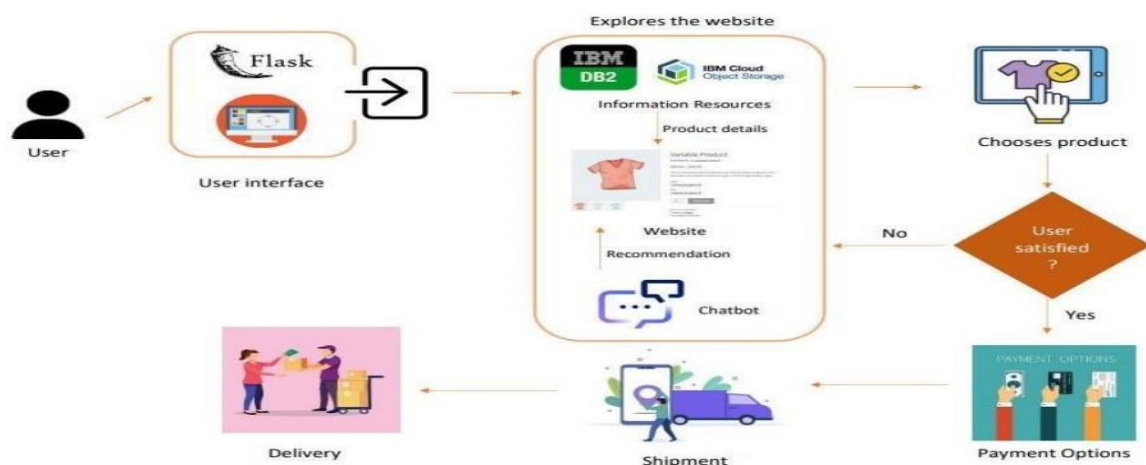 Explores the website
Flask
IBM
DB2
IBM Cloud
Object Storage
Information Resources
Product details
Variable Product
Website
Recommendation
Chatbot
User
User interface
Chooses product
User
satisfied
?
No
Yes
PAYMENT OPTIONS
Payment Options
Shipment
Delivery